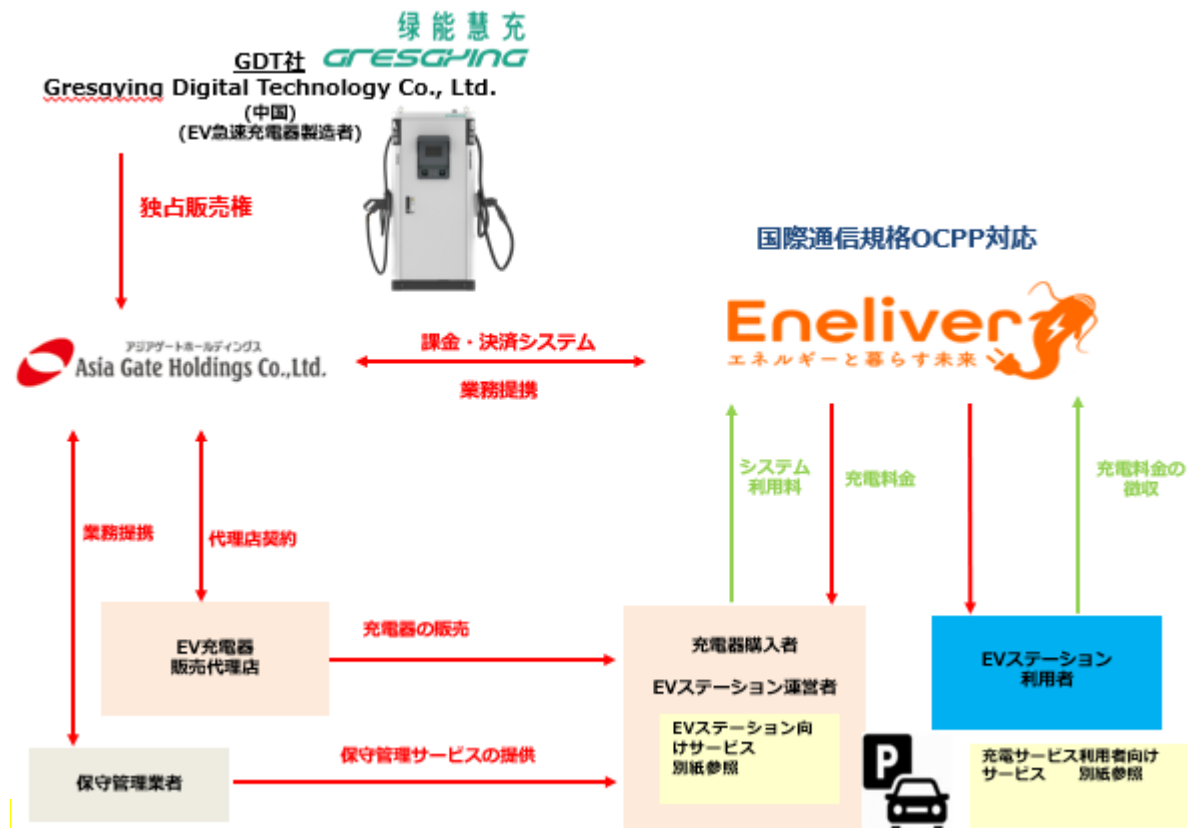 绿能慧充
GDT社 GRESGYING
Gresgying Digital Technology Co., Ltd.
(中国)
(EV急速充電器製造者)
独占販売権
国際通信規格OCPP対応
Eneliver
エネルギーと暮らす未来
アジアゲートホールディングス
Asia Gate Holdings Co.,Ltd.
課金・決済システム
業務提携
システム
利用料
充電料金
充電料金の
徴収
業務提携
代理店契約
EV充電器
販売代理店
充電器の販売
充電器購入者
EVステーション運営者
EVステーション向
けサービス
別紙参照
EVステーション
利用者
保守管理業者
保守管理サービスの提供
P
充電サービス利用者向け
サービス 別紙参照